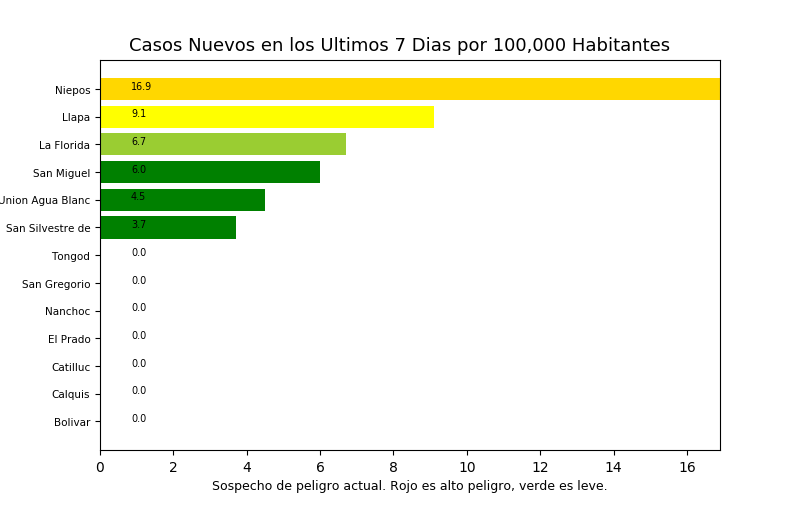 Casos Nuevos en los Ultimos 7 Dias por 100,000 Habitantes
Niepos 16.9
Llapa 9.1
La Florida 6.7
San Miguel 6.0
Union Agua Blanc 4.5
San Silvestre de 3.7
Tongod 0.0
San Gregorio 0.0
Nanchoc 0.0
El Prado 0.0
Catilluc 0.0
Calquis 0.0
Bolivar 0.0
0 2 4 6 8 10 12 14 16
Sospecho de peligro actual. Rojo es alto peligro, verde es leve.